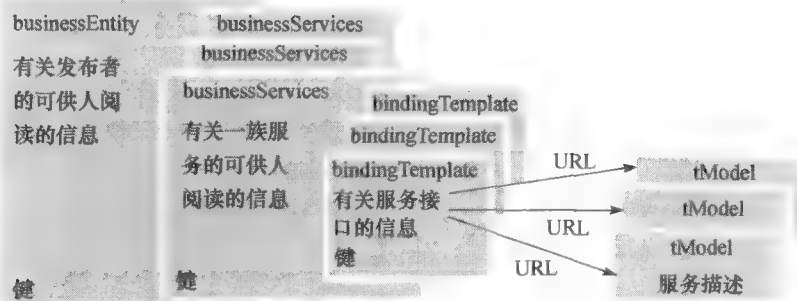 businessEntity
有关发布者
的可供人阅
读的信息
键
businessServices
businessServices
businessServices
有关一族服
务的可供人
阅读的信息
键
bindingTemplate
bindingTemplate
bindingTemplate
有关服务接
口的信息
键
URL
URL
URL
tModel
tModel
tModel
服务描述